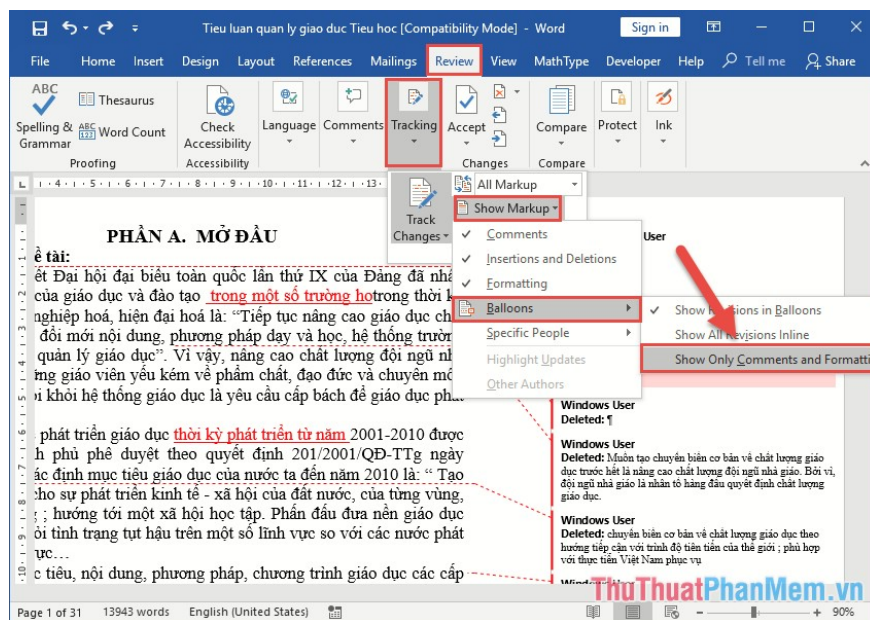 Tieu luan quan ly giao duc Tieu hoc [Compatibility Mode] - Word Sign in
File Home Insert Design Layout References Mailings Review View MathType Developer Help Tell me Share
ABC
Spelling & Grammar
Thesaurus
ABC 123 Word Count
Check Accessibility
Language
Comments
Tracking
Accept
Compare
Protect
Ink
Proofing Accessibility Changes Compare
L 4 5 6 7 8 9 10 11 12 13
Track Changes
All Markup
Show Markup
Comments
Insertions and Deletions
Formatting
Balloons
Specific People
Highlight Updates
Other Authors
Show Revisions in Balloons
Show All Revisions Inline
Show Only Comments and Formatti
PHẦN A. MỞ ĐẦU
ề tài:
ết Đại hội đại biểu toàn quốc lần thứ IX của Đảng đã nhấ
của giáo dục và đào tạo trong một số trường hotrong thời k
nghiệp hoá, hiện đại hoá là: “Tiếp tục nâng cao giáo dục ch
đổi mới nội dung, phương pháp dạy và học, hệ thống trườn
quản lý giáo dục”. Vì vậy, nâng cao chất lượng đội ngũ nh
ững giáo viên yếu kém về phẩm chất, đạo đức và chuyên mô
i khỏi hệ thống giáo dục là yêu cầu cấp bách để giáo dục phát
phát triển giáo dục thời kỳ phát triển từ năm 2001-2010 được
h phủ phê duyệt theo quyết định 201/2001/QĐ-TTg ngày
ác định mục tiêu giáo dục của nước ta đến năm 2010 là: “ Tạo
cho sự phát triển kinh tế - xã hội của đất nước, của từng vùng,
; hướng tới một xã hội học tập. Phấn đấu đưa nền giáo dục
ỏi tình trạng tụt hậu trên một số lĩnh vực so với các nước phát
ực…
c tiêu, nội dung, phương pháp, chương trình giáo dục các cấp
User
Windows User
Deleted: ¶
Windows User
Deleted: Muốn tạo chuyển biến cơ bản về chất lượng giáo
dục trước hết là nâng cao chất lượng đội ngũ nhà giáo. Bởi vì,
đội ngũ nhà giáo là nhân tố hàng đầu quyết định chất lượng
giáo dục.
Windows User
Deleted: chuyển biến cơ bản về chất lượng giáo dục theo
hướng tiếp cận với trình độ tiên tiến của thế giới ; phù hợp
với thực tiễn Việt Nam phục vụ
Windows User
ThuThuatPhanMem.vn
Page 1 of 31 13943 words English (United States) 90%